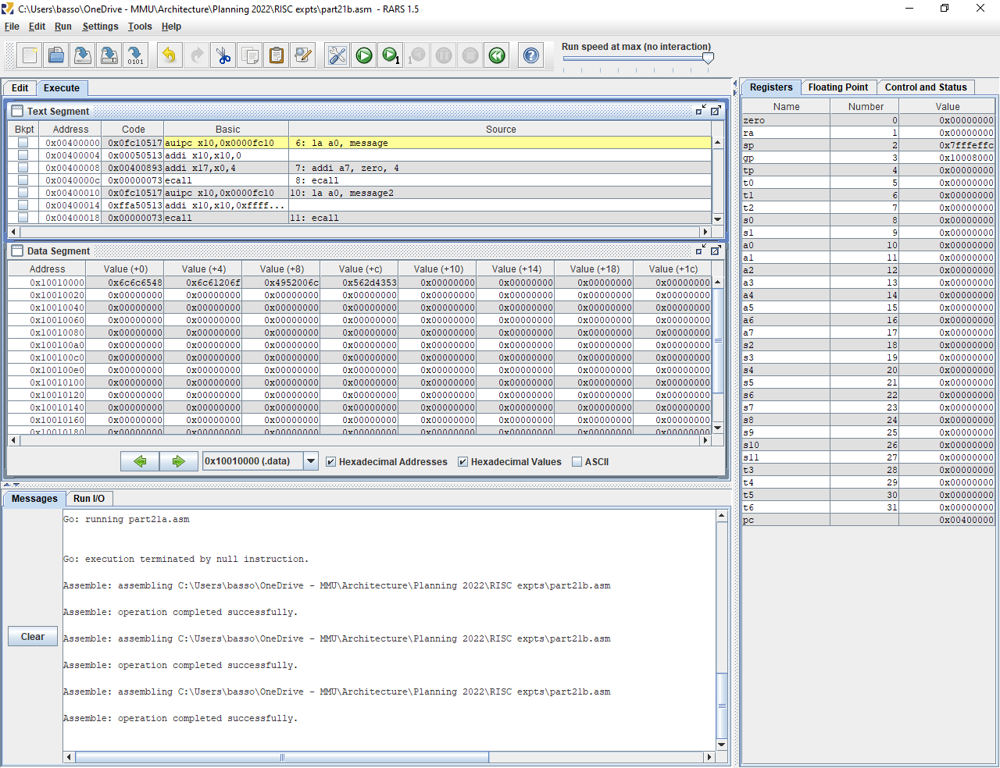 C:\Users\basso\OneDrive - MMU\Architecture\Planning 2022\RISC expts\part21b.asm - RARS 1.5
File Edit Run Settings Tools Help
Run speed at max (no interaction)
Edit Execute
Text Segment
Bkpt Address Code Basic Source
0x00400000 0x0fc10517 auipc x10,0x0000fc10 6: la a0, message
0x00400004 0x00050513 addi x10,x10,0
0x00400008 0x00400893 addi x17,x0,4 7: addi a7, zero, 4
0x0040000c 0x00000073 ecall 8: ecall
0x00400010 0x0fc10517 auipc x10,0x0000fc10 10: la a0, message2
0x00400014 0xffa50513 addi x10,x10,0xffff...
0x00400018 0x00000073 ecall 11: ecall
Data Segment
Address Value (+0) Value (+4) Value (+8) Value (+c) Value (+10) Value (+14) Value (+18) Value (+1c)
0x10010000 0x6c6c6548 0x6c61206f 0x4952006c 0x562d4353 0x00000000 0x00000000 0x00000000 0x00000000
0x10010020 0x00000000 0x00000000 0x00000000 0x00000000 0x00000000 0x00000000 0x00000000 0x00000000
0x10010040 0x00000000 0x00000000 0x00000000 0x00000000 0x00000000 0x00000000 0x00000000 0x00000000
0x10010060 0x00000000 0x00000000 0x00000000 0x00000000 0x00000000 0x00000000 0x00000000 0x00000000
0x10010080 0x00000000 0x00000000 0x00000000 0x00000000 0x00000000 0x00000000 0x00000000 0x00000000
0x100100a0 0x00000000 0x00000000 0x00000000 0x00000000 0x00000000 0x00000000 0x00000000 0x00000000
0x100100c0 0x00000000 0x00000000 0x00000000 0x00000000 0x00000000 0x00000000 0x00000000 0x00000000
0x100100e0 0x00000000 0x00000000 0x00000000 0x00000000 0x00000000 0x00000000 0x00000000 0x00000000
0x10010100 0x00000000 0x00000000 0x00000000 0x00000000 0x00000000 0x00000000 0x00000000 0x00000000
0x10010120 0x00000000 0x00000000 0x00000000 0x00000000 0x00000000 0x00000000 0x00000000 0x00000000
0x10010140 0x00000000 0x00000000 0x00000000 0x00000000 0x00000000 0x00000000 0x00000000 0x00000000
0x10010160 0x00000000 0x00000000 0x00000000 0x00000000 0x00000000 0x00000000 0x00000000 0x00000000
0x10010180 0x00000000 0x00000000 0x00000000 0x00000000 0x00000000 0x00000000 0x00000000 0x00000000
0x10010000 (.data) Hexadecimal Addresses Hexadecimal Values ASCII
Messages Run I/O
Go: running part21a.asm
Go: execution terminated by null instruction.
Assemble: assembling C:\Users\basso\OneDrive - MMU\Architecture\Planning 2022\RISC expts\part21b.asm
Assemble: operation completed successfully.
Assemble: assembling C:\Users\basso\OneDrive - MMU\Architecture\Planning 2022\RISC expts\part21b.asm
Assemble: operation completed successfully.
Assemble: assembling C:\Users\basso\OneDrive - MMU\Architecture\Planning 2022\RISC expts\part21b.asm
Assemble: operation completed successfully.
Clear
Registers Floating Point Control and Status
Name Number Value
zero 0 0x00000000
ra 1 0x00000000
sp 2 0x7fffeffc
gp 3 0x10008000
tp 4 0x00000000
t0 5 0x00000000
t1 6 0x00000000
t2 7 0x00000000
s0 8 0x00000000
s1 9 0x00000000
a0 10 0x00000000
a1 11 0x00000000
a2 12 0x00000000
a3 13 0x00000000
a4 14 0x00000000
a5 15 0x00000000
a6 16 0x00000000
a7 17 0x00000000
s2 18 0x00000000
s3 19 0x00000000
s4 20 0x00000000
s5 21 0x00000000
s6 22 0x00000000
s7 23 0x00000000
s8 24 0x00000000
s9 25 0x00000000
s10 26 0x00000000
s11 27 0x00000000
t3 28 0x00000000
t4 29 0x00000000
t5 30 0x00000000
t6 31 0x00000000
pc 0x00400000